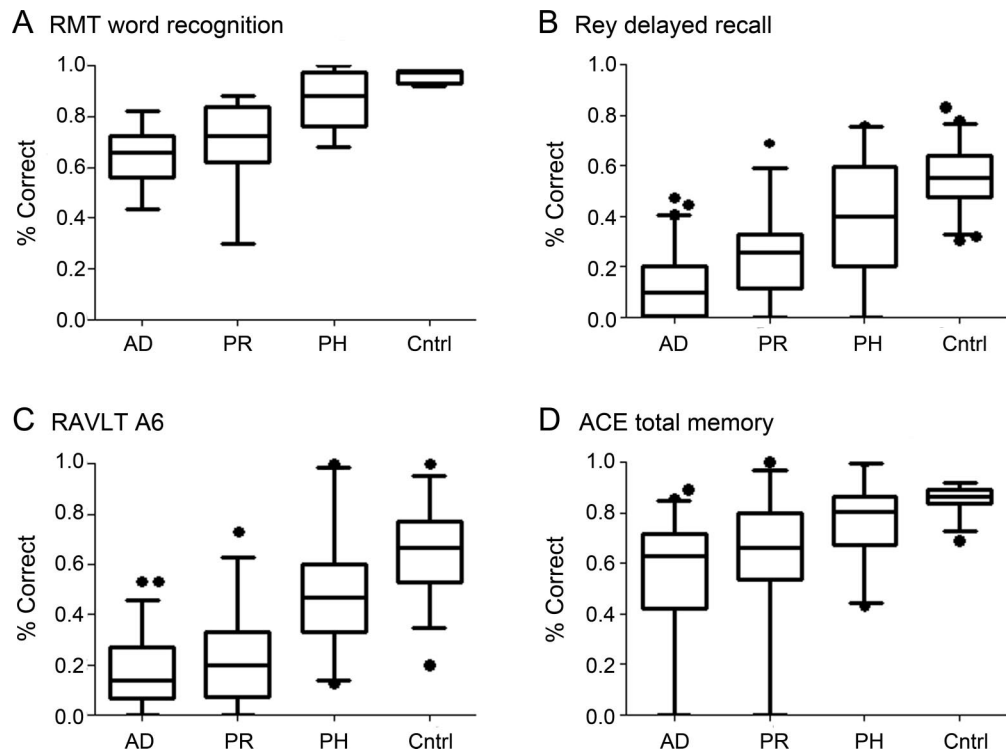 A RMT word recognition
% Correct
1.0
0.8
0.6
0.4
0.2
0.0
AD PR PH Cntrl
B Rey delayed recall
% Correct
1.0
0.8
0.6
0.4
0.2
0.0
AD PR PH Cntrl
C RAVLT A6
% Correct
1.0
0.8
0.6
0.4
0.2
0.0
AD PR PH Cntrl
D ACE total memory
% Correct
1.0
0.8
0.6
0.4
0.2
0.0
AD PR PH Cntrl